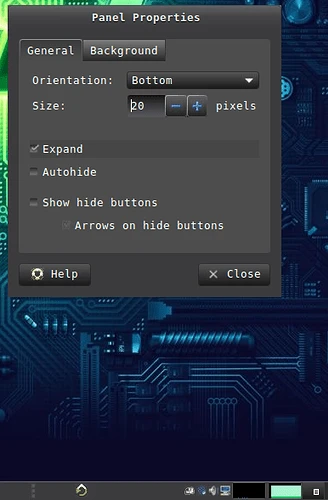 Panel Properties
General Background
Orientation: Bottom
Size: 20 pixels
Expand
Autohide
Show hide buttons
Arrows on hide buttons
Help Close